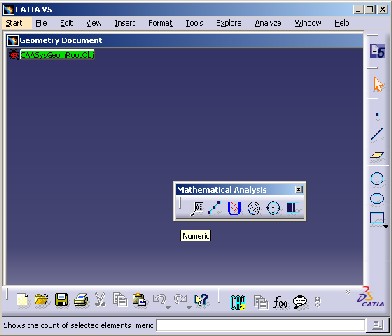 CATIA V5
Start File Edit View Insert Format Tools Explore Analyze Window Help
Geometry Document
Mathematical Analysis
Numeric
f(x)
CATIA
Shows the count of selected elements